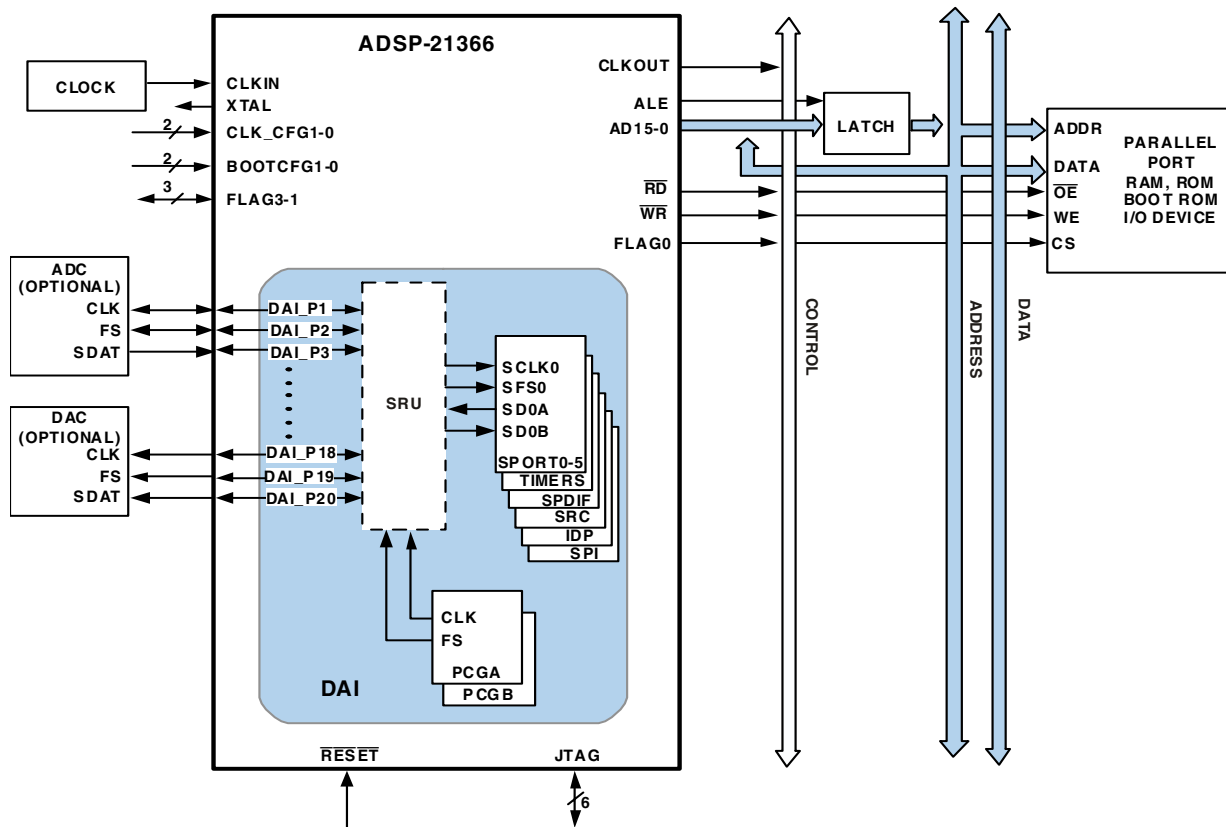 ADSP-21366
CLOCK
CLKIN
XTAL
2
CLK_CFG1-0
2
BOOTCFG1-0
3
FLAG3-1
CLKOUT
ALE
AD15-0
LATCH
RD
WR
FLAG0
ADDR
DATA
OE
WE
CS
PARALLEL
PORT
RAM, ROM
BOOT ROM
I/O DEVICE
CONTROL
ADDRESS
DATA
ADC
(OPTIONAL)
CLK
FS
SDAT
DAC
(OPTIONAL)
CLK
FS
SDAT
DAI_P1
DAI_P2
DAI_P3
DAI_P18
DAI_P19
DAI_P20
SRU
SCLK0
SFS0
SD0A
SD0B
SPORT0-5
TIMERS
SPDIF
SRC
IDP
SPI
CLK
FS
PCGA
PCGB
DAI
RESET
JTAG
6